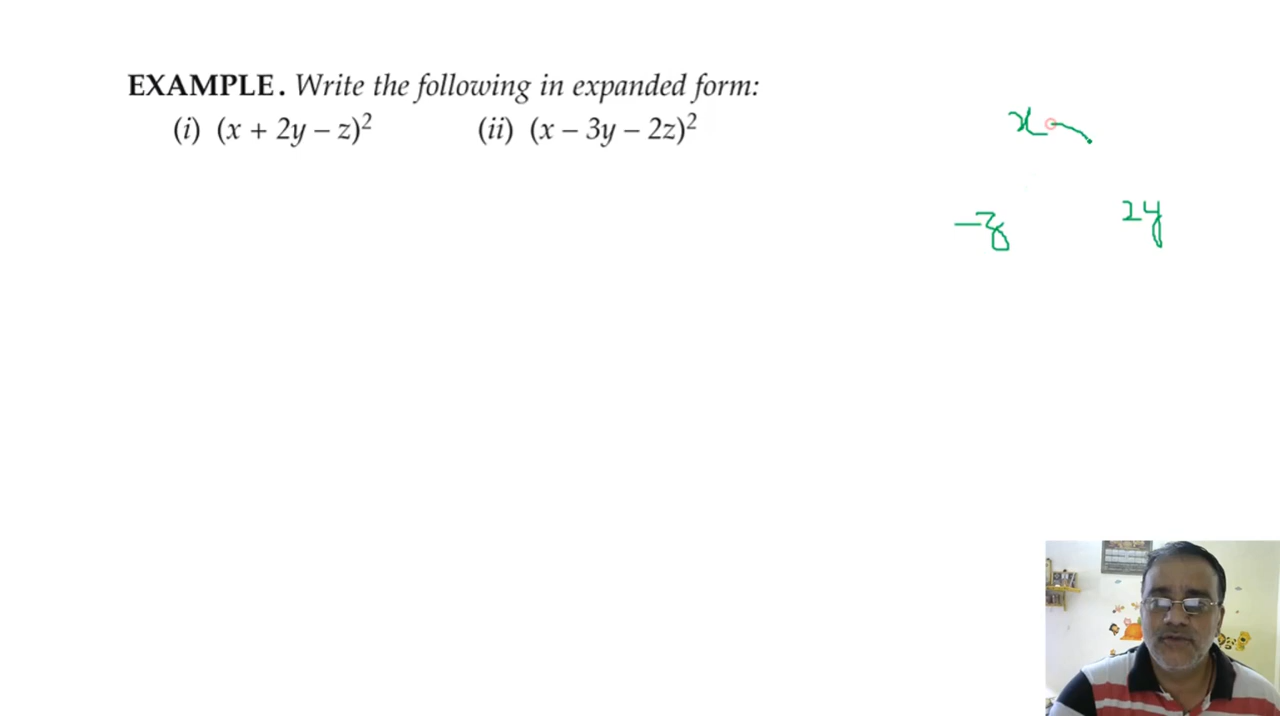 EXAMPLE. Write the following in expanded form:
(i) (x + 2y – z)² (ii) (x – 3y – 2z)²
x
–z 2y